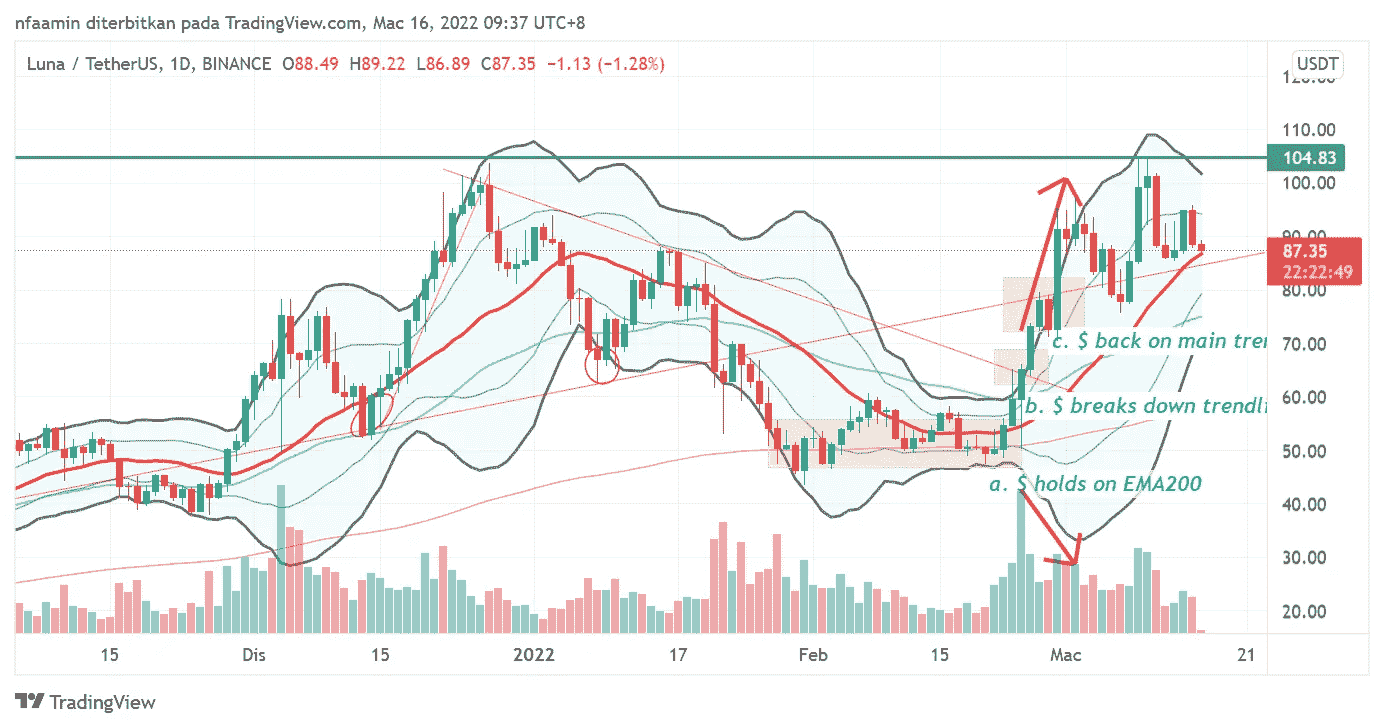 nfaamin diterbitkan pada TradingView.com, Mac 16, 2022 09:37 UTC+8
Luna / TetherUS, 1D, BINANCE O88.49 H89.22 L86.89 C87.35 −1.13 (−1.28%)
USDT
120.00
110.00
104.83
100.00
90.00
87.35
22:22:49
80.00
c. $ back on main tren
70.00
60.00
b. $ breaks down trendli
50.00
a. $ holds on EMA200
40.00
30.00
20.00
15 Dis 15 2022 17 Feb 15 Mac 21
TradingView